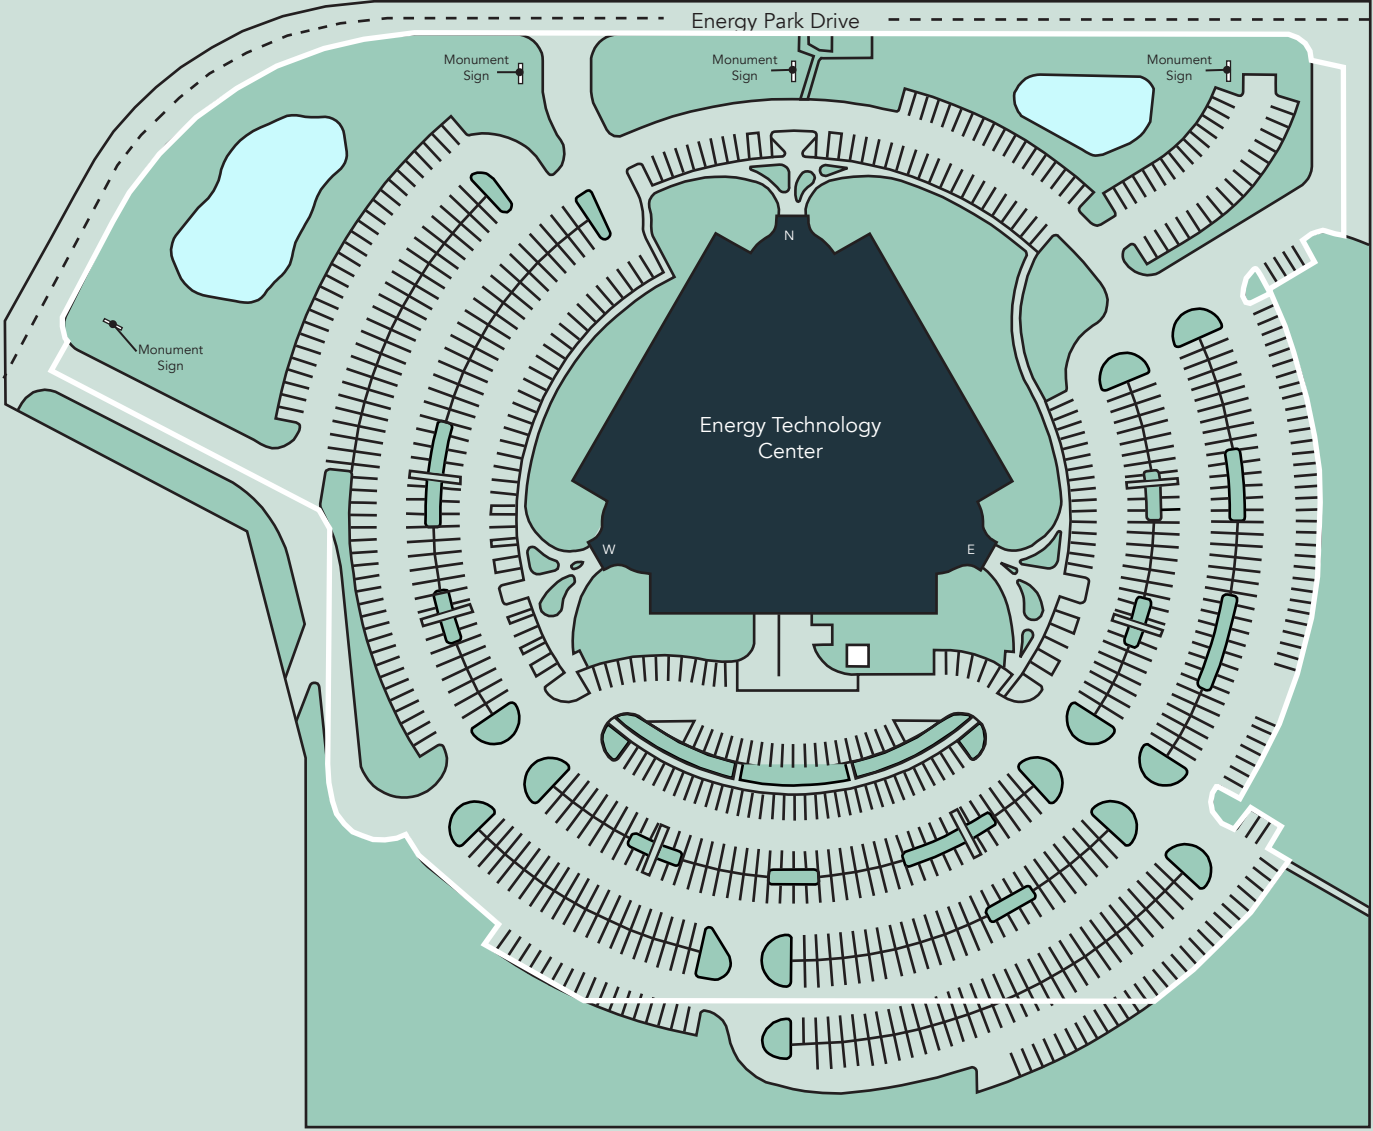 Energy Park Drive
Monument
Sign
Monument
Sign
Monument
Sign
N
Monument
Sign
Energy Technology
Center
W
E